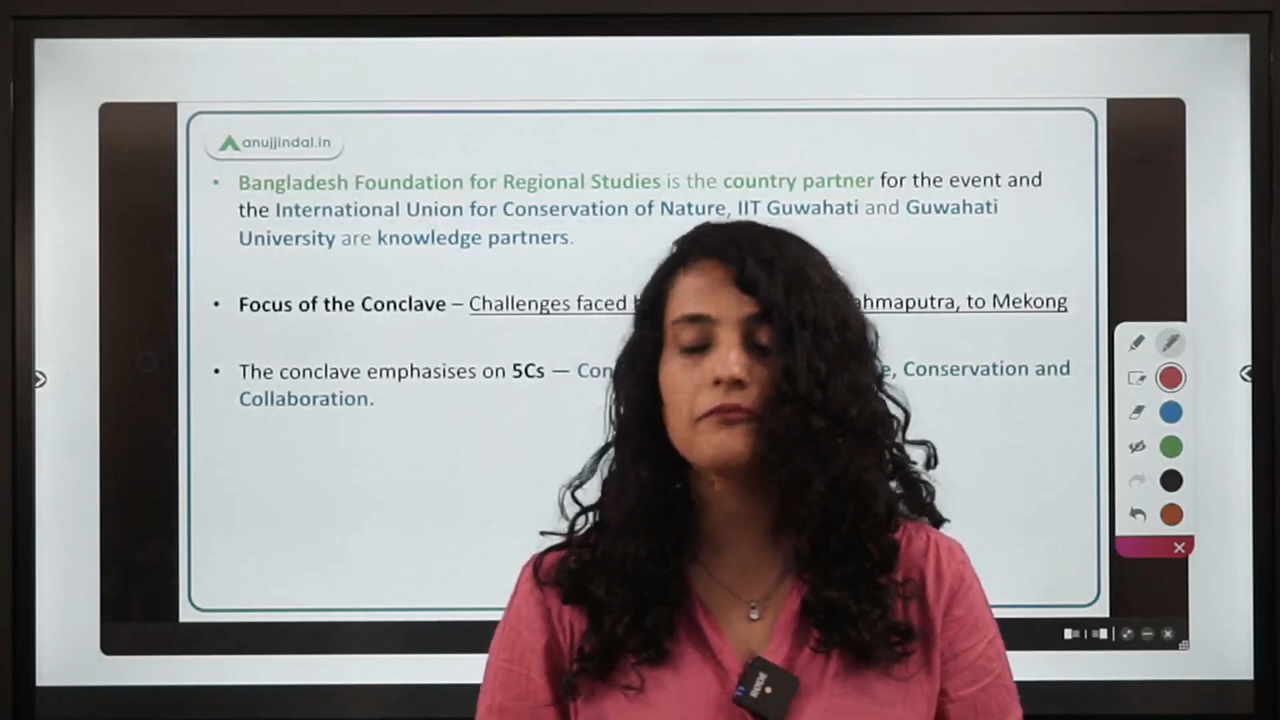 anujjindal.in
• Bangladesh Foundation for Regional Studies is the country partner for the event and
the International Union for Conservation of Nature, IIT Guwahati and Guwahati
University are knowledge partners.
• Focus of the Conclave – Challenges faced ahmaputra, to Mekong
• The conclave emphasises on 5Cs — Con e, Conservation and
Collaboration.
RØDE